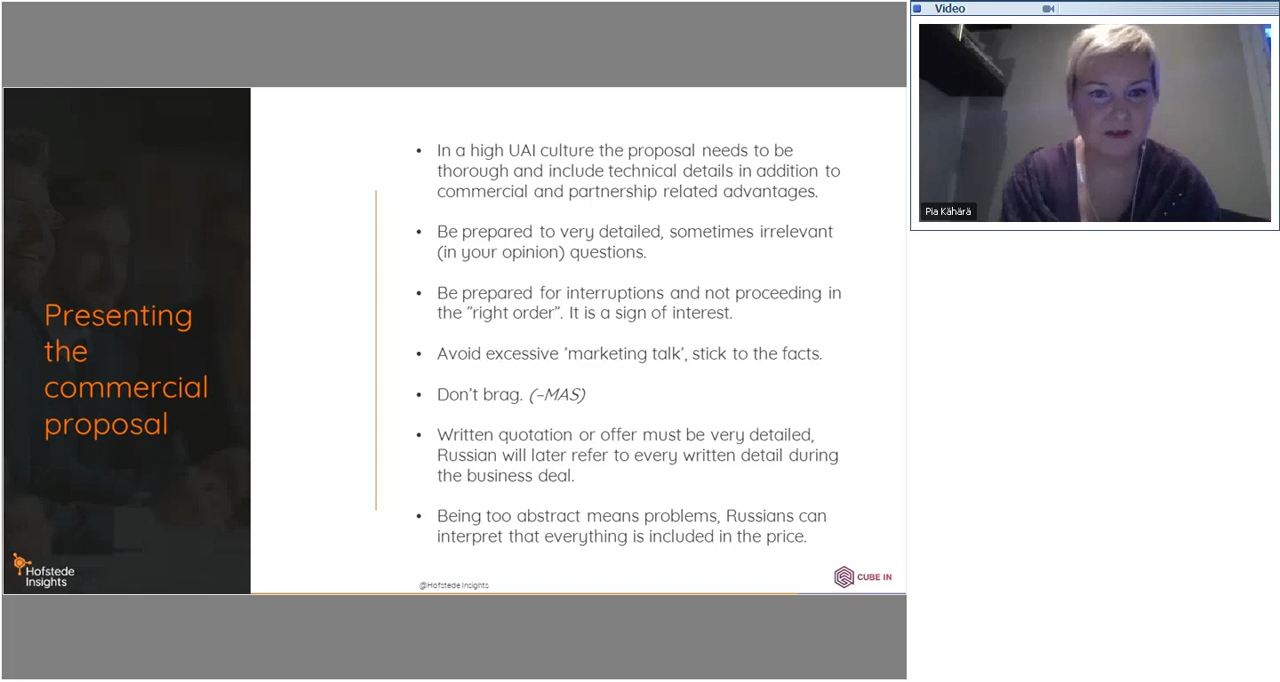 Video
Pia Kähärä
Presenting
the
commercial
proposal
• In a high UAI culture the proposal needs to be
thorough and include technical details in addition to
commercial and partnership related advantages.
• Be prepared to very detailed, sometimes irrelevant
(in your opinion) questions.
• Be prepared for interruptions and not proceeding in
the ”right order”. It is a sign of interest.
• Avoid excessive ’marketing talk’, stick to the facts.
• Don’t brag. (–MAS)
• Written quotation or offer must be very detailed,
Russian will later refer to every written detail during
the business deal.
• Being too abstract means problems, Russians can
interpret that everything is included in the price.
Hofstede
Insights
@Hofstede Insights
CUBE IN